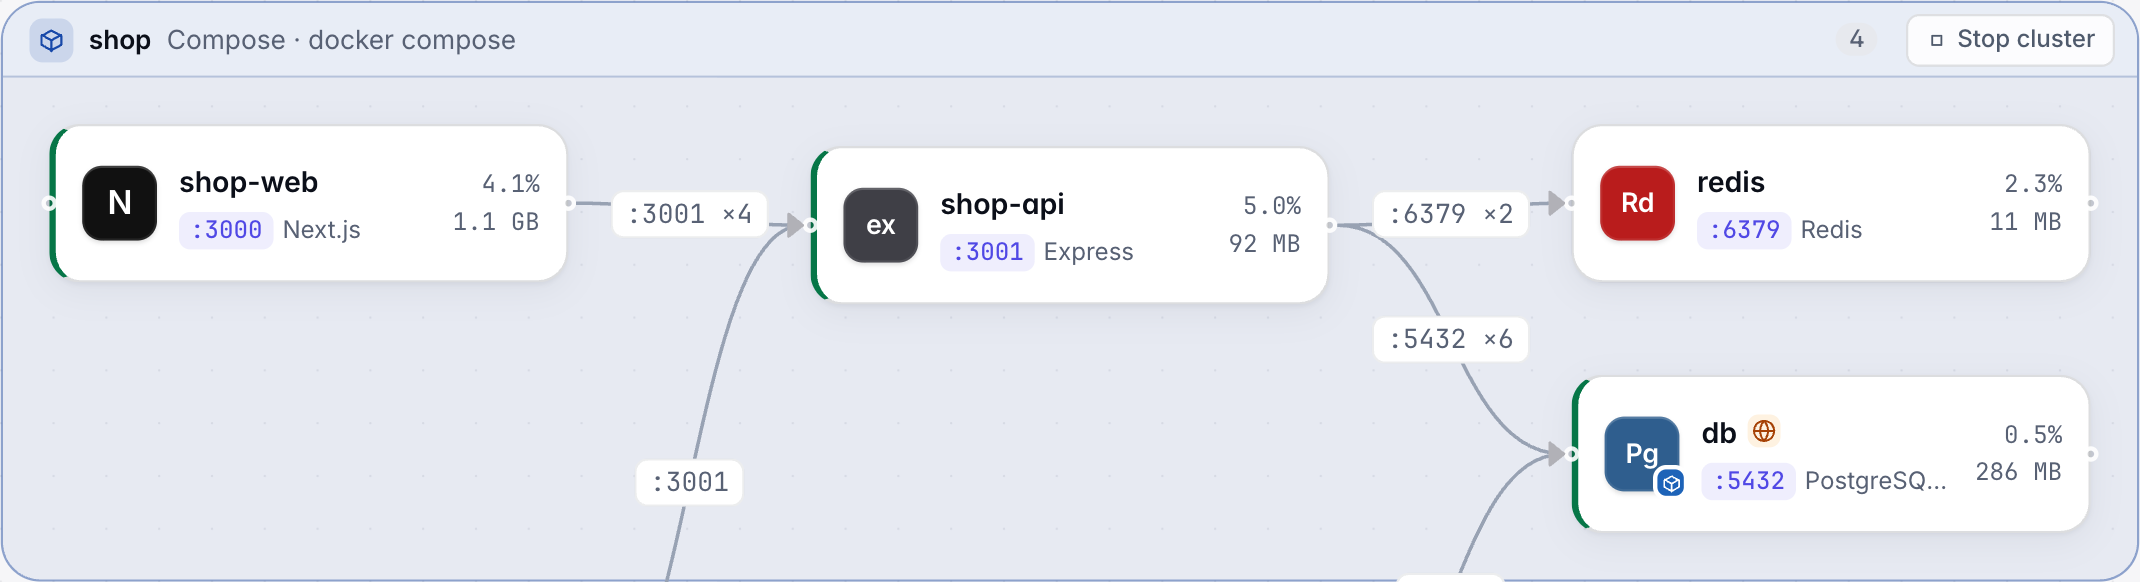 shop Compose · docker compose
4
Stop cluster
N
shop-web
:3000 Next.js
4.1%
1.1 GB
:3001 ×4
ex
shop-api
:3001 Express
5.0%
92 MB
:6379 ×2
Rd
redis
:6379 Redis
2.3%
11 MB
:5432 ×6
:3001
Pg
db
:5432 PostgreSQ...
0.5%
286 MB